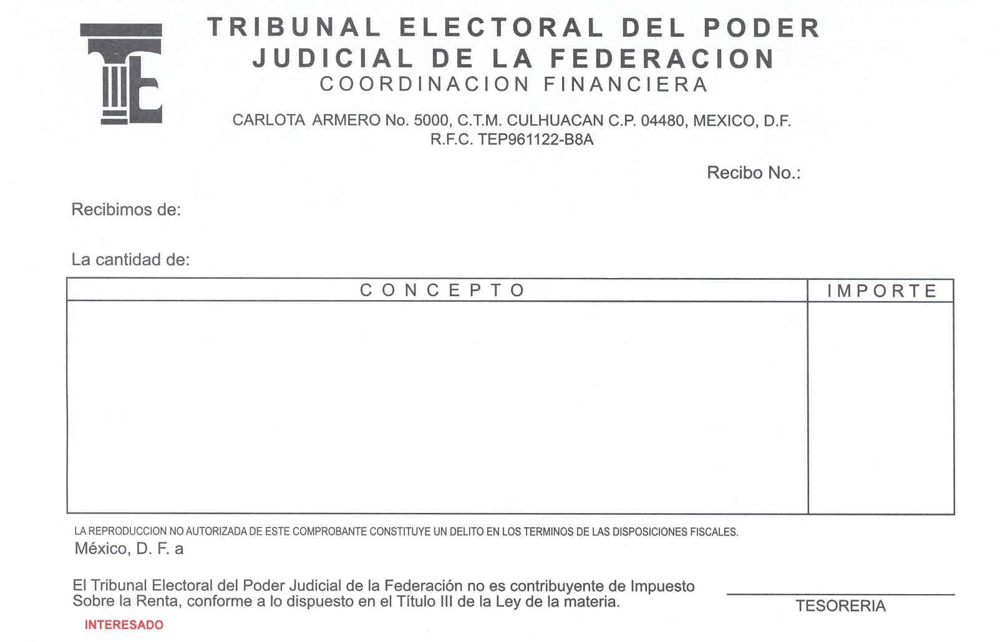 TRIBUNAL ELECTORAL DEL PODER
JUDICIAL DE LA FEDERACION
COORDINACION FINANCIERA
CARLOTA ARMERO No. 5000, C.T.M. CULHUACAN C.P. 04480, MEXICO, D.F.
R.F.C. TEP961122-B8A
Recibo No.:
Recibimos de:
La cantidad de:
CONCEPTO IMPORTE
LA REPRODUCCION NO AUTORIZADA DE ESTE COMPROBANTE CONSTITUYE UN DELITO EN LOS TERMINOS DE LAS DISPOSICIONES FISCALES.
México, D. F. a
El Tribunal Electoral del Poder Judicial de la Federación no es contribuyente de Impuesto
Sobre la Renta, conforme a lo dispuesto en el Título III de la Ley de la materia.
TESORERIA
INTERESADO